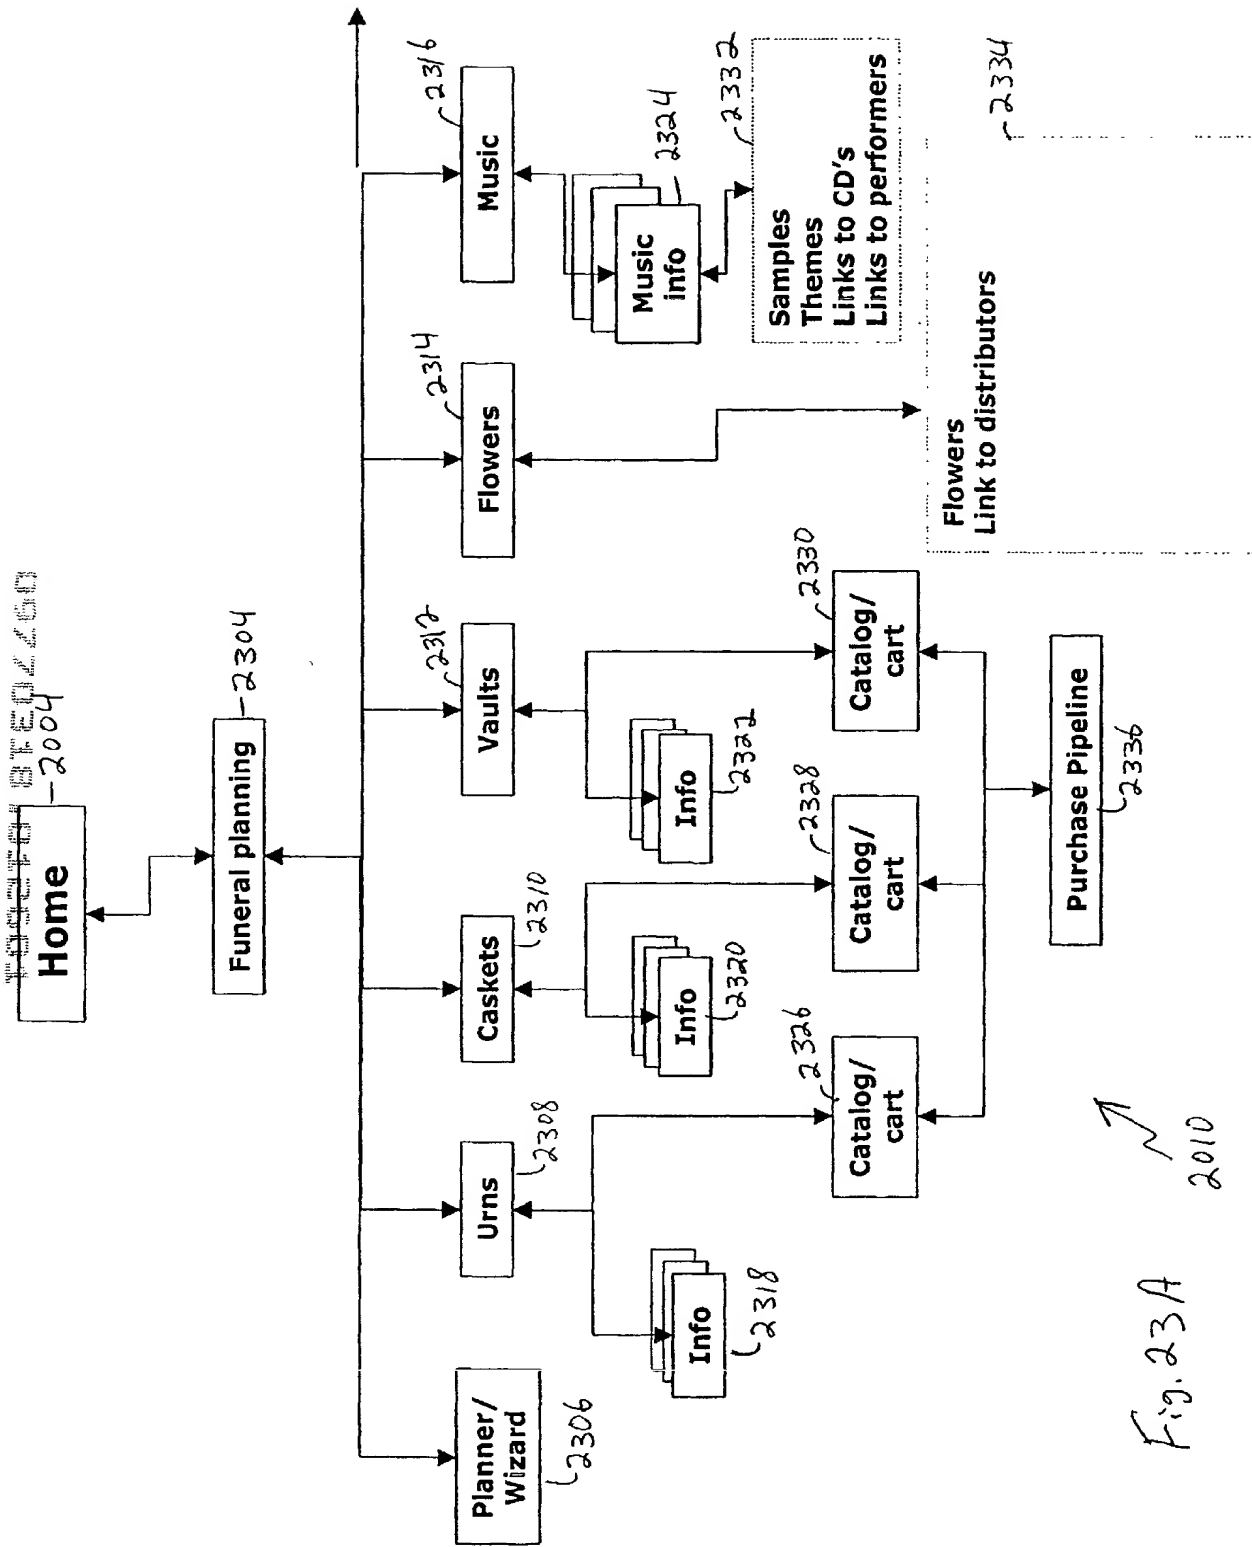 Home
2004
Funeral planning
2304
Planner/
Wizard
2306
Urns
2308
Caskets
2310
Vaults
2312
Flowers
2314
Music
2316
Info
2318
Info
2320
Info
2322
Music
info
2324
Catalog/
cart
2326
Catalog/
cart
2328
Catalog/
cart
2330
Samples
Themes
Links to CD's
Links to performers
2332
Flowers
Link to distributors
2334
Purchase Pipeline
2336
Fig. 23A
2010